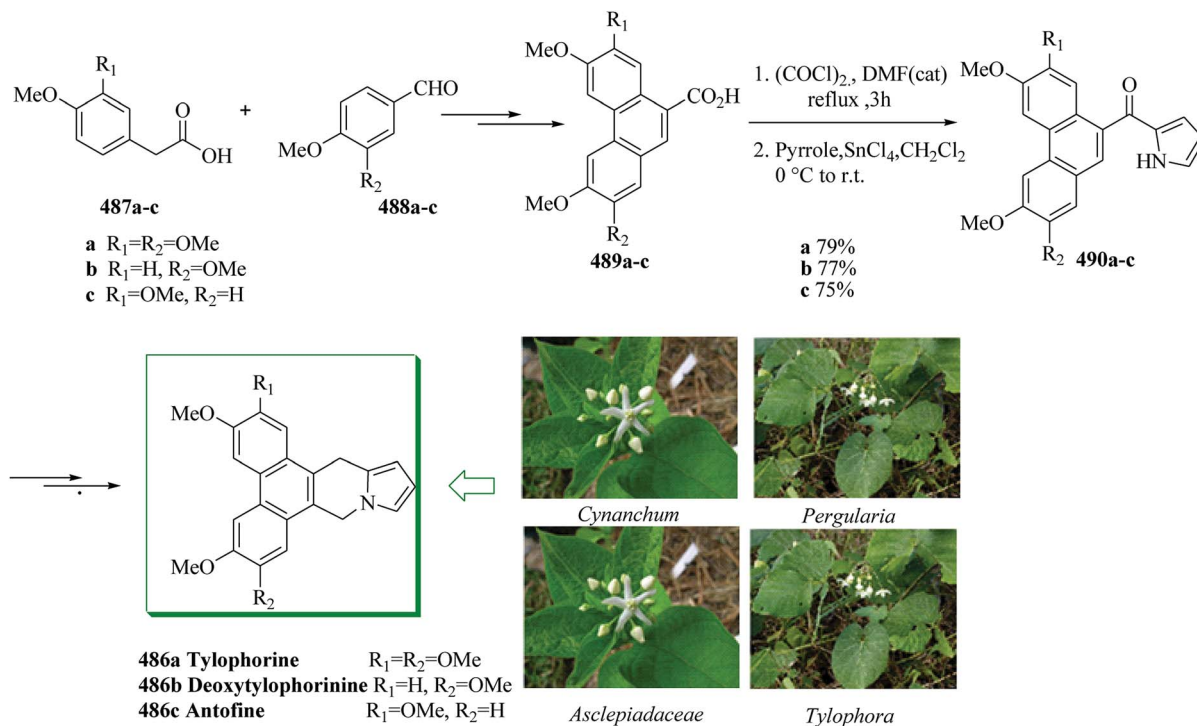 R1
MeO
O
OH
487a-c
a R1=R2=OMe
b R1=H, R2=OMe
c R1=OMe, R2=H
+
CHO
MeO
R2
488a-c
R1
MeO
CO2H
MeO
R2
489a-c
1. (COCl)2., DMF(cat)
reflux ,3h
2. Pyrrole,SnCl4,CH2Cl2
0 °C to r.t.
a 79%
b 77%
c 75%
R1
MeO
O
HN
MeO
R2
490a-c
R1
MeO
N
MeO
R2
486a Tylophorine R1=R2=OMe
486b Deoxytylophorinine R1=H, R2=OMe
486c Antofine R1=OMe, R2=H
Cynanchum
Pergularia
Asclepiadaceae
Tylophora